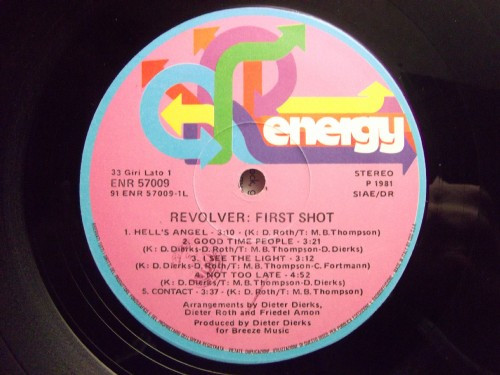 energy
33 Giri Lato 1
ENR 57009
91 ENR 57009-1L
STEREO
P 1981
SIAE/DR
REVOLVER: FIRST SHOT
1. HELL'S ANGEL - 3:10 - (K: D. Roth/T: M.B. Thompson)
2. GOOD TIME PEOPLE - 3:21
(K: D. Dierks-D. Roth/T: M.B. Thompson-D. Dierks)
3. I SEE THE LIGHT - 3:12
(K: D. Dierks-D. Roth/T: M.B. Thompson-C. Fortmann)
4. NOT TOO LATE - 4:52
(K: D. Dierks/T: M.B. Thompson-D. Dierks)
5. CONTACT - 3:37 - (K: D. Roth/T: M.B. Thompson)
Arrangements by Dieter Dierks,
Dieter Roth and Friedel Amon
Produced by Dieter Dierks
for Breeze Music